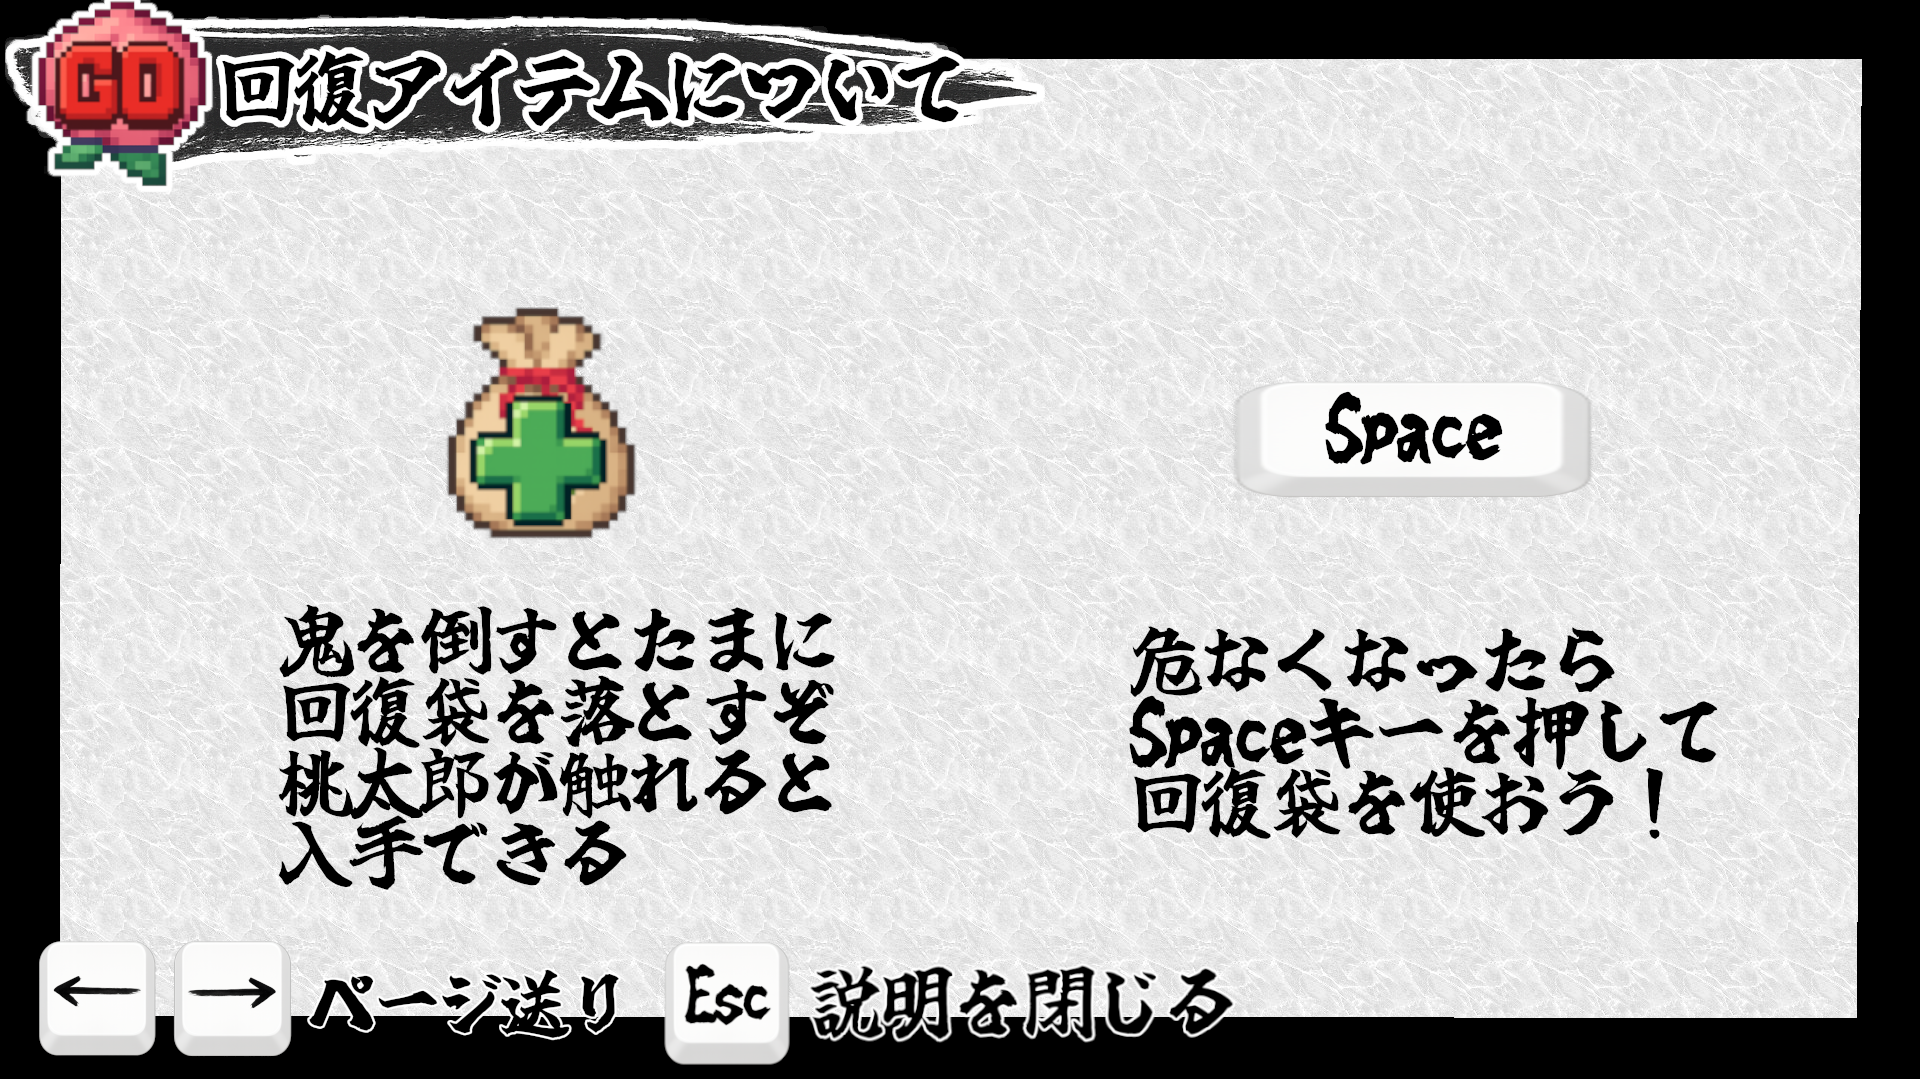 GO
回復アイテムについて
Space
鬼を倒すとたまに
回復袋を落とすぞ
桃太郎が触れると
入手できる
危なくなったら
Spaceキーを押して
回復袋を使おう！
← → ページ送り Esc 説明を閉じる